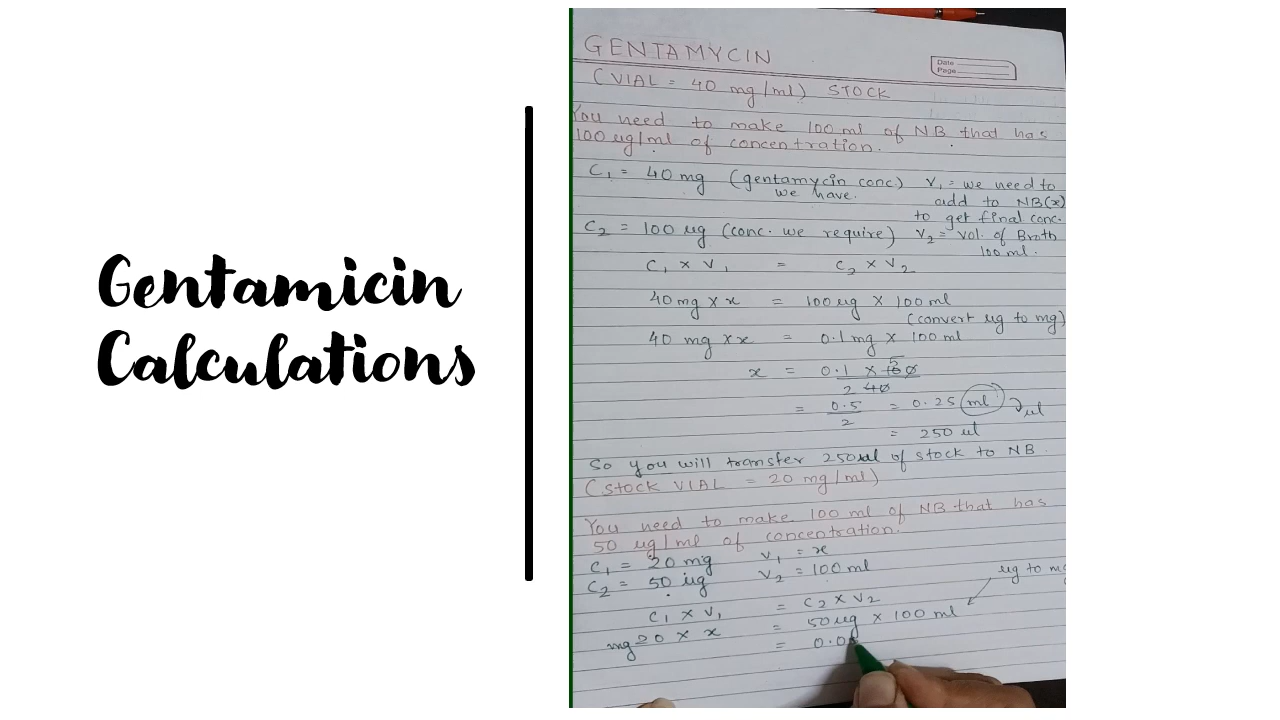 Gentamicin
Calculations
GENTAMYCIN
Date
Page
(VIAL = 40 mg/ml) STOCK
You need to make 100 ml of NB that has
100 ug/ml of concentration.
C1 = 40 mg (gentamycin conc.) V1 = we need to
we have. add to NB(x)
to get final conc.
C2 = 100 ug (conc. we require) V2 = vol. of Broth
100 ml.
C1 x V1 = C2 x V2
40 mg x x = 100 ug x 100 ml
(convert ug to mg)
40 mg x x = 0.1 mg x 100 ml
5
x = 0.1 x 100
2 40
= 0.5 = 0.25 ml ul
2
= 250 ul
So you will transfer 250 ul of stock to NB
(STOCK VIAL = 20 mg/ml)
You need to make 100 ml of NB that has
50 ug/ml of concentration.
C1 = 20 mg V1 = x
C2 = 50 ug V2 = 100 ml
ug to
C1 x V1 = C2 x V2
mg 20 x x = 50 ug x 100 ml
= 0.0